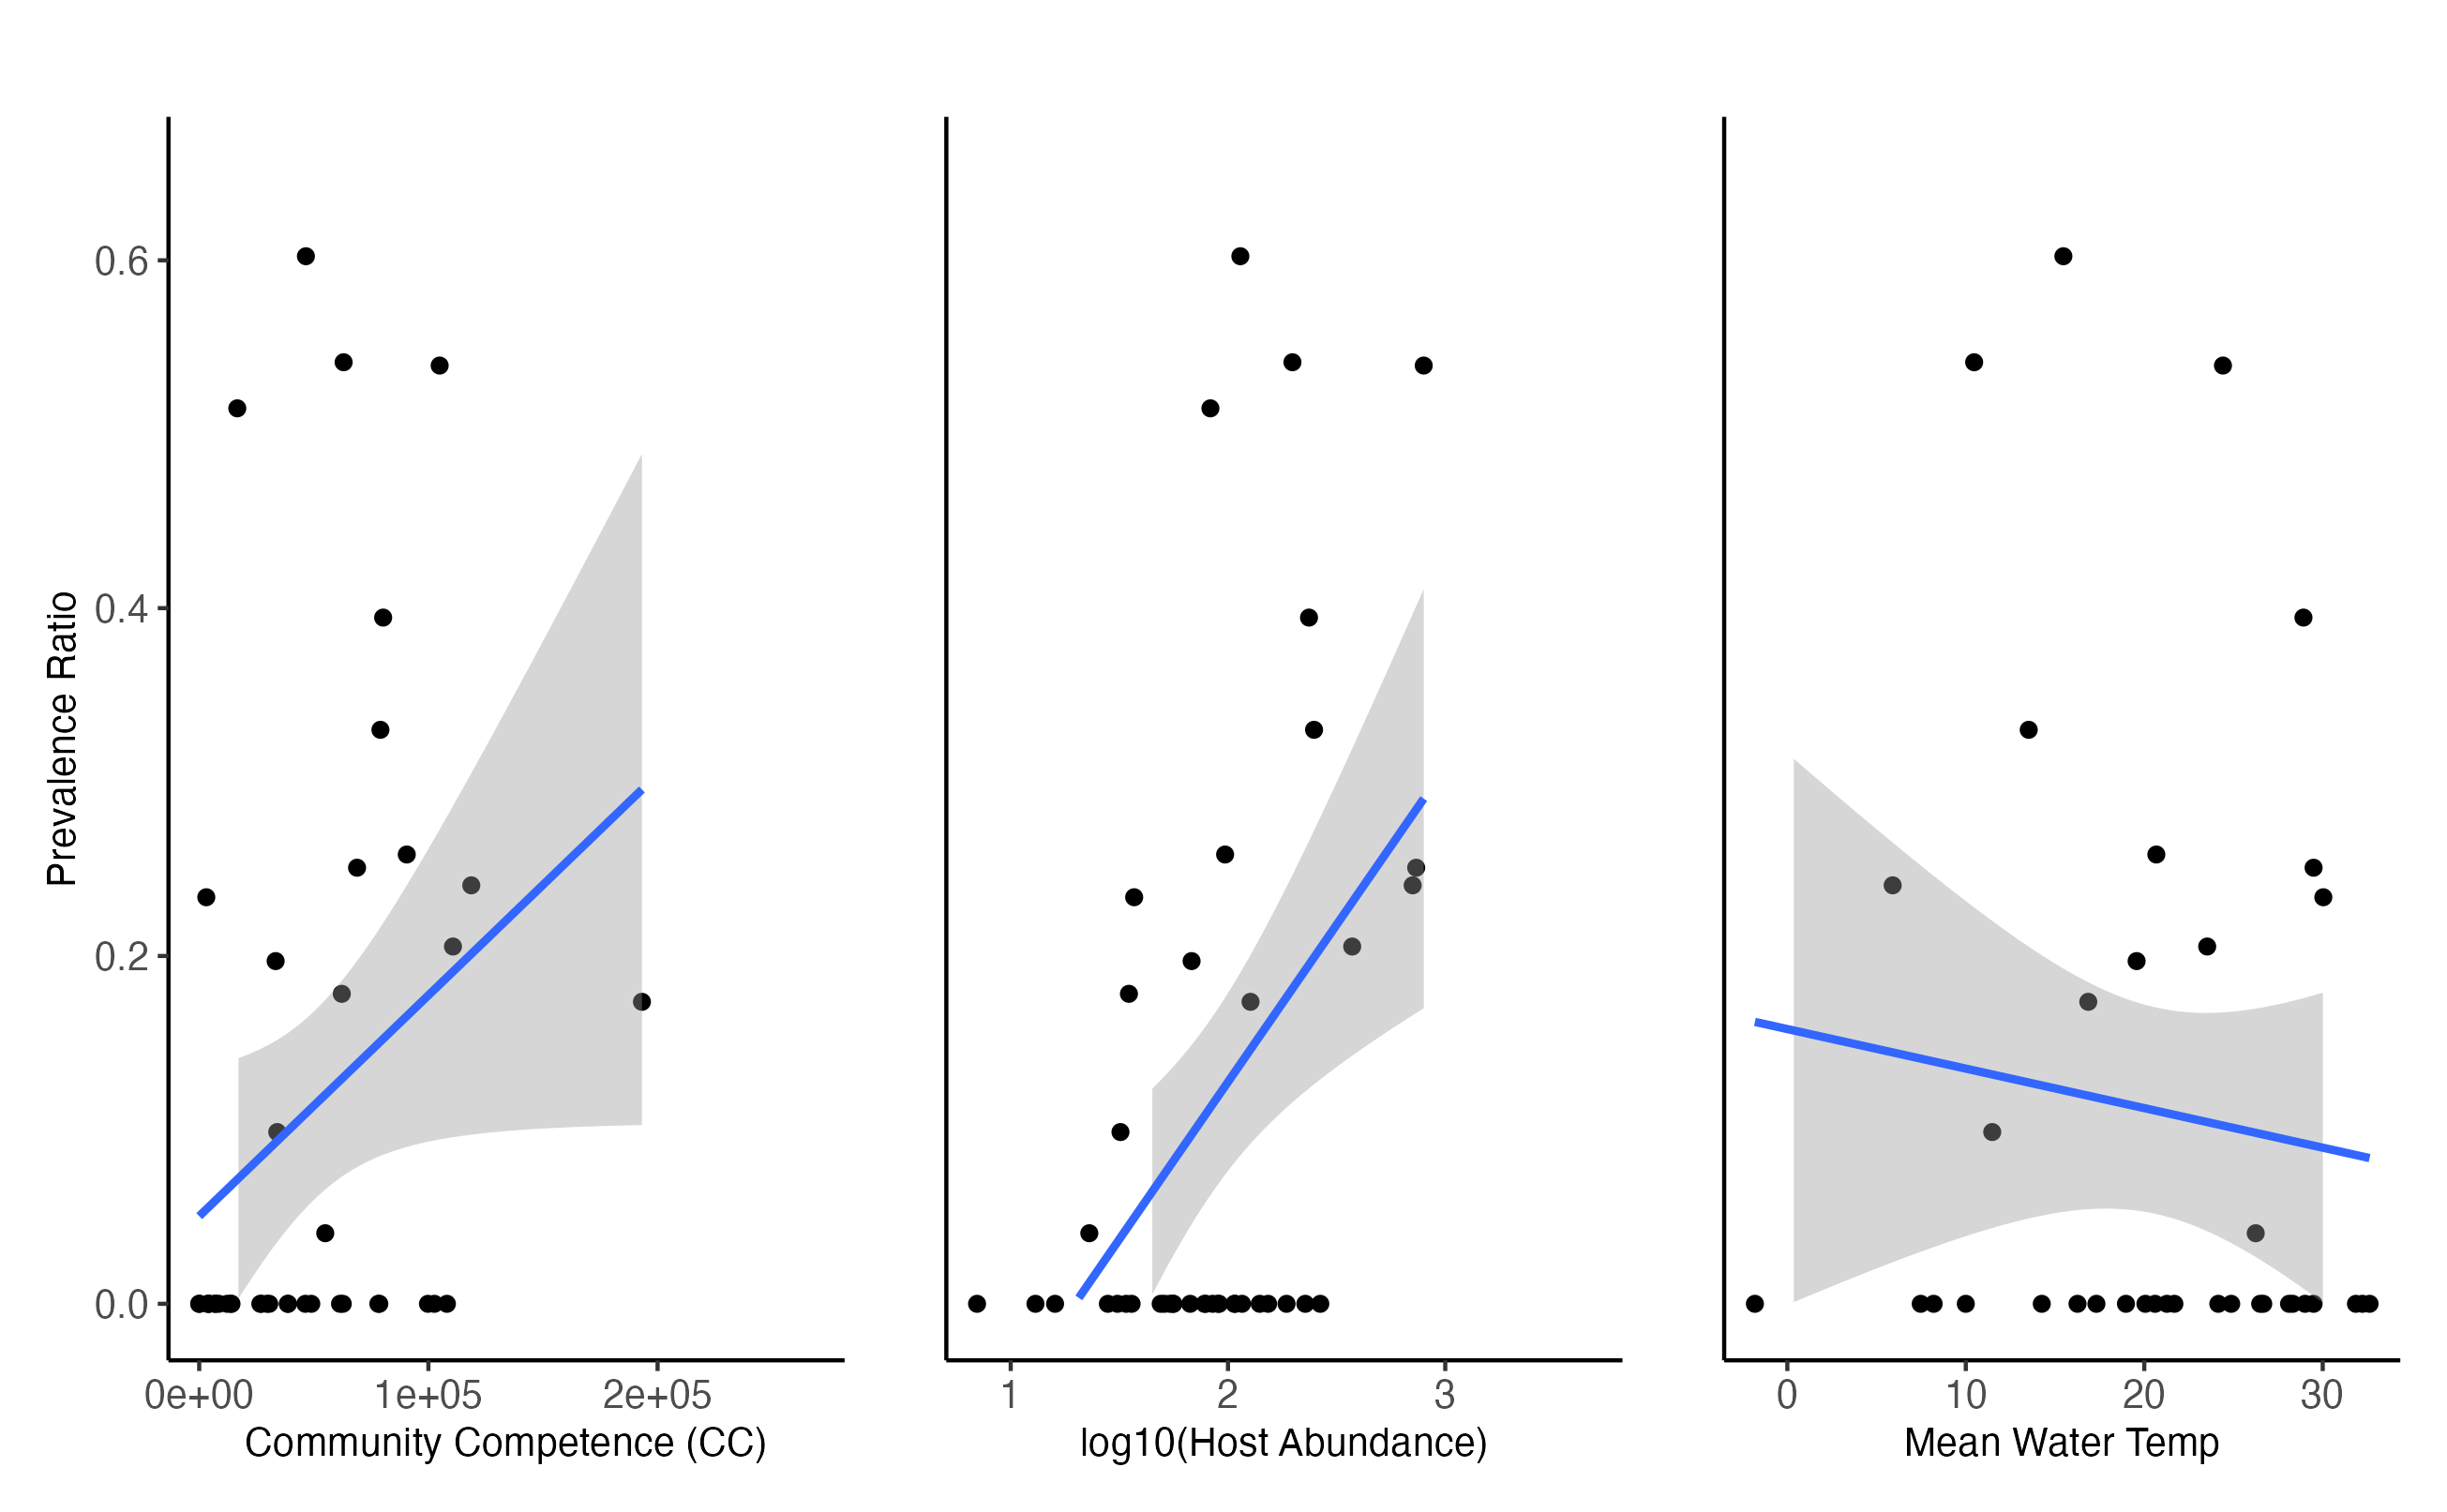 Prevalence Ratio
0.6
0.4
0.2
0.0
0e+00 1e+05 2e+05
Community Competence (CC)
1 2 3
log10(Host Abundance)
0 10 20 30
Mean Water Temp